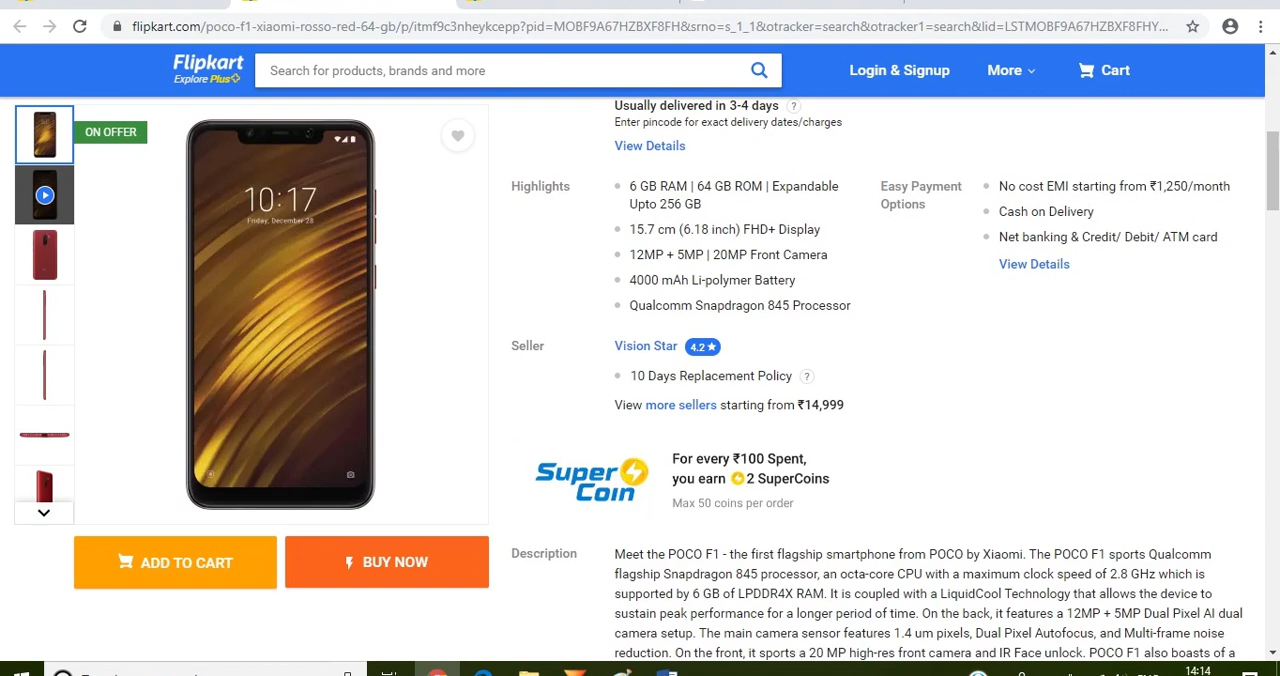 flipkart.com/poco-f1-xiaomi-rosso-red-64-gb/p/itmf9c3nheykcepp?pid=MOBF9A67HZBXF8FH&srno=s_1_1&otracker=search&otracker1=search&lid=LSTMOBF9A67HZBXF8FHY...
Flipkart
Explore Plus
Search for products, brands and more
Login & Signup
More
Cart
ON OFFER
10:17
Friday, December 28
ADD TO CART
BUY NOW
Usually delivered in 3-4 days ?
Enter pincode for exact delivery dates/charges
View Details
Highlights
6 GB RAM | 64 GB ROM | Expandable
Upto 256 GB
15.7 cm (6.18 inch) FHD+ Display
12MP + 5MP | 20MP Front Camera
4000 mAh Li-polymer Battery
Qualcomm Snapdragon 845 Processor
Easy Payment
Options
No cost EMI starting from ₹1,250/month
Cash on Delivery
Net banking & Credit/ Debit/ ATM card
View Details
Seller
Vision Star 4.2★
10 Days Replacement Policy ?
View more sellers starting from ₹14,999
Super
Coin
For every ₹100 Spent,
you earn 2 SuperCoins
Max 50 coins per order
Description
Meet the POCO F1 - the first flagship smartphone from POCO by Xiaomi. The POCO F1 sports Qualcomm
flagship Snapdragon 845 processor, an octa-core CPU with a maximum clock speed of 2.8 GHz which is
supported by 6 GB of LPDDR4X RAM. It is coupled with a LiquidCool Technology that allows the device to
sustain peak performance for a longer period of time. On the back, it features a 12MP + 5MP Dual Pixel AI dual
camera setup. The main camera sensor features 1.4 um pixels, Dual Pixel Autofocus, and Multi-frame noise
reduction. On the front, it sports a 20 MP high-res front camera and IR Face unlock. POCO F1 also boasts of a
14:14